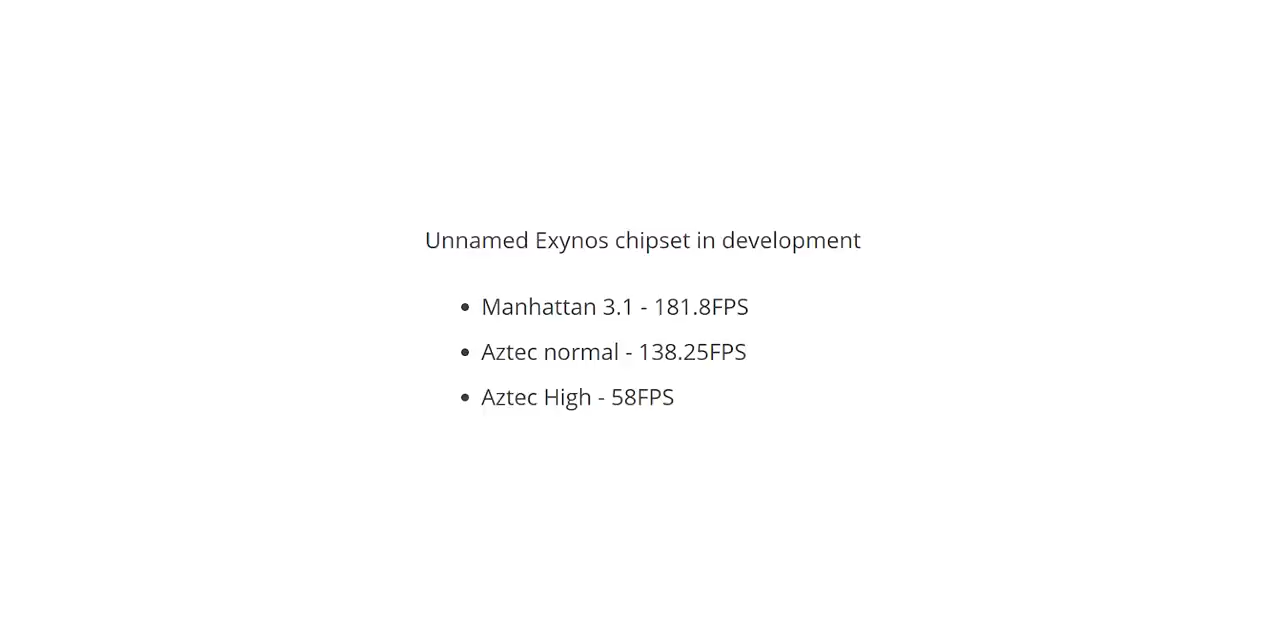 Unnamed Exynos chipset in development
• Manhattan 3.1 - 181.8FPS
• Aztec normal - 138.25FPS
• Aztec High - 58FPS